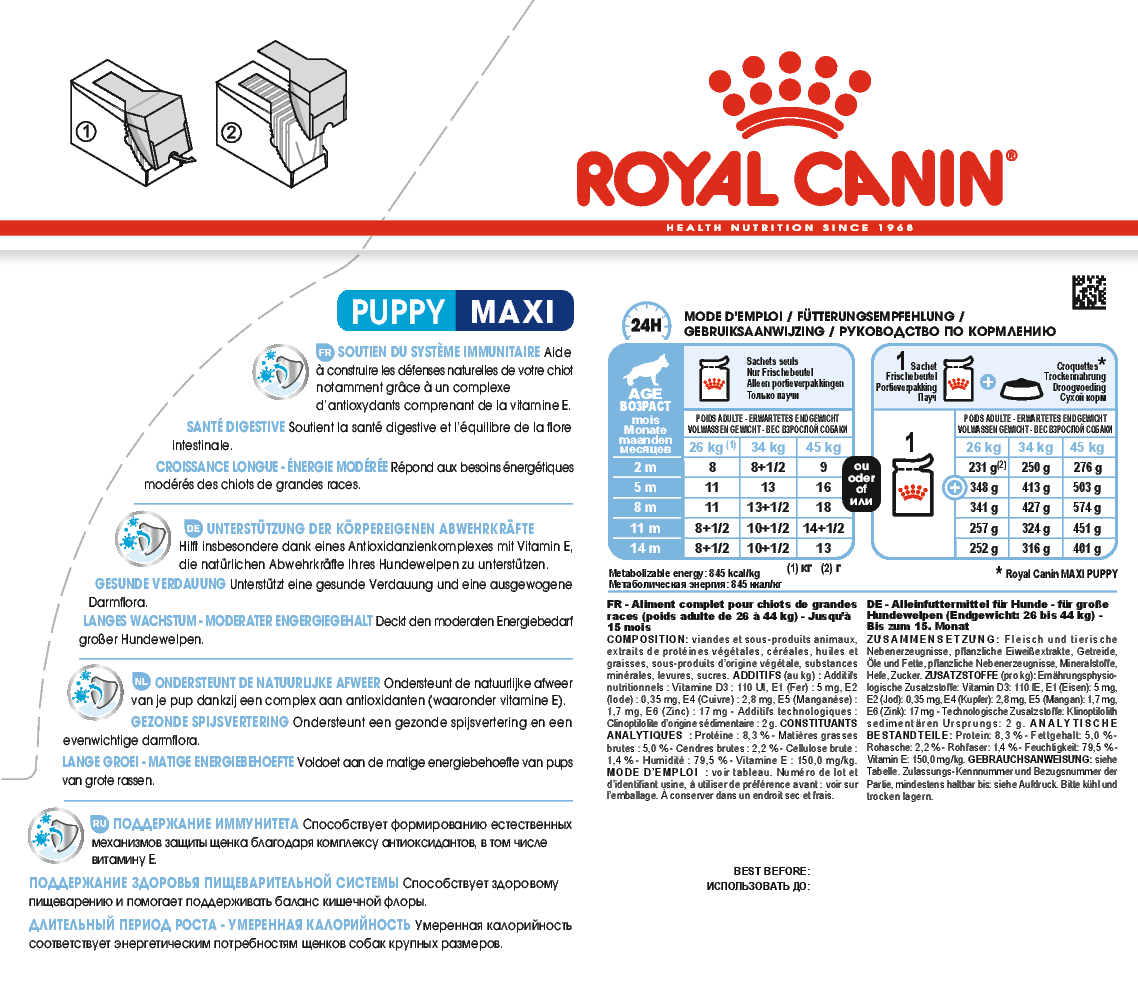 1
2
ROYAL CANIN®
HEALTH NUTRITION SINCE 1968
PUPPY MAXI
FR SOUTIEN DU SYSTÈME IMMUNITAIRE Aide
à construire les défenses naturelles de votre chiot
notamment grâce à un complexe
d'antioxydants comprenant de la vitamine E.
SANTÉ DIGESTIVE Soutient la santé digestive et l'équilibre de la flore
intestinale.
CROISSANCE LONGUE - ÉNERGIE MODÉRÉE Répond aux besoins énergétiques
modérés des chiots de grandes races.
DE UNTERSTÜTZUNG DER KÖRPEREIGENEN ABWEHRKRÄFTE
Hilft insbesondere dank eines Antioxidanzienkomplexes mit Vitamin E,
die natürlichen Abwehrkräfte Ihres Hundewelpen zu unterstützen.
GESUNDE VERDAUUNG Unterstützt eine gesunde Verdauung und eine ausgewogene
Darmflora.
LANGES WACHSTUM - MODERATER ENGERGIEGEHALT Deckt den moderaten Energiebedarf
großer Hundewelpen.
NL ONDERSTEUNT DE NATUURLIJKE AFWEER Ondersteunt de natuurlijke afweer
van je pup dankzij een complex aan antioxidanten (waaronder vitamine E).
GEZONDE SPIJSVERTERING Ondersteunt een gezonde spijsvertering en een
evenwichtige darmflora.
LANGE GROEI - MATIGE ENERGIEBEHOEFTE Voldoet aan de matige energiebehoefte van pups
van grote rassen.
RU ПОДДЕРЖАНИЕ ИММУНИТЕТА Способствует формированию естественных
механизмов защиты щенка благодаря комплексу антиоксидантов, в том числе
витамину Е.
ПОДДЕРЖАНИЕ ЗДОРОВЬЯ ПИЩЕВАРИТЕЛЬНОЙ СИСТЕМЫ Способствует здоровому
пищеварению и помогает поддерживать баланс кишечной флоры.
ДЛИТЕЛЬНЫЙ ПЕРИОД РОСТА - УМЕРЕННАЯ КАЛОРИЙНОСТЬ Умеренная калорийность
соответствует энергетическим потребностям щенков собак крупных размеров.
24H
MODE D'EMPLOI / FÜTTERUNGSEMPFEHLUNG /
GEBRUIKSAANWIJZING / РУКОВОДСТВО ПО КОРМЛЕНИЮ
AGE
ВОЗРАСТ
mois
Monate
maanden
месяцев
Sachets seuls
Nur Frischebeutel
Alleen portieverpakkingen
Только паучи
POIDS ADULTE - ERWARTETES ENDGEWICHT
VOLWASSEN GEWICHT - ВЕС ВЗРОСЛОЙ СОБАКИ
26 kg (1) 34 kg 45 kg
2 m 8 8+1/2 9
5 m 11 13 16
8 m 11 13+1/2 18
11 m 8+1/2 10+1/2 14+1/2
14 m 8+1/2 10+1/2 13
ou
oder
of
или
1 Sachet
Frischebeutel
Portieverpakking
Пауч
+
Croquettes*
Trockennahrung
Droogvoeding
Сухой корм
POIDS ADULTE - ERWARTETES ENDGEWICHT
VOLWASSEN GEWICHT - ВЕС ВЗРОСЛОЙ СОБАКИ
26 kg 34 kg 45 kg
1
+
231 g(2) 250 g 276 g
348 g 413 g 503 g
341 g 427 g 574 g
257 g 324 g 451 g
252 g 316 g 401 g
Metabolizable energy: 845 kcal/kg (1) кг (2) г
Метаболическая энергия: 845 ккал/кг
* Royal Canin MAXI PUPPY
FR - Aliment complet pour chiots de grandes
races (poids adulte de 26 à 44 kg) - Jusqu'à
15 mois
COMPOSITION: viandes et sous-produits animaux,
extraits de protéines végétales, céréales, huiles et
graisses, sous-produits d'origine végétale, substances
minérales, levures, sucres. ADDITIFS (au kg) : Additifs
nutritionnels : Vitamine D3 : 110 UI, E1 (Fer) : 5 mg, E2
(Iode) : 0,35 mg, E4 (Cuivre) : 2,8 mg, E5 (Manganèse) :
1,7 mg, E6 (Zinc) : 17 mg - Additifs technologiques :
Clinoptilolite d'origine sédimentaire : 2 g. CONSTITUANTS
ANALYTIQUES : Protéine : 8,3 % - Matières grasses
brutes : 5,0 % - Cendres brutes : 2,2 % - Cellulose brute :
1,4 % - Humidité : 79,5 % - Vitamine E : 150,0 mg/kg.
MODE D'EMPLOI : voir tableau. Numéro de lot et
d'identifiant usine, à utiliser de préférence avant : voir sur
l'emballage. À conserver dans un endroit sec et frais.
DE - Alleinfuttermittel für Hunde - für große
Hundewelpen (Endgewicht: 26 bis 44 kg) -
Bis zum 15. Monat
ZUSAMMENSETZUNG: Fleisch und tierische
Nebenerzeugnisse, pflanzliche Eiweißextrakte, Getreide,
Öle und Fette, pflanzliche Nebenerzeugnisse, Mineralstoffe,
Hefe, Zucker. ZUSATZSTOFFE (pro kg): Ernährungsphysio-
logische Zusatzstoffe: Vitamin D3: 110 IE, E1 (Eisen): 5 mg,
E2 (Jod): 0,35 mg, E4 (Kupfer): 2,8 mg, E5 (Mangan): 1,7 mg,
E6 (Zink): 17 mg - Technologische Zusatzstoffe: Klinoptilolith
sedimentären Ursprungs: 2 g. ANALYTISCHE
BESTANDTEILE: Protein: 8,3 % - Fettgehalt: 5,0 % -
Rohasche: 2,2 % - Rohfaser: 1,4 % - Feuchtigkeit: 79,5 % -
Vitamin E: 150,0 mg/kg. GEBRAUCHSANWEISUNG: siehe
Tabelle. Zulassungs-Kennnummer und Bezugsnummer der
Partie, mindestens haltbar bis: siehe Aufdruck. Bitte kühl und
trocken lagern.
BEST BEFORE:
ИСПОЛЬЗОВАТЬ ДО: